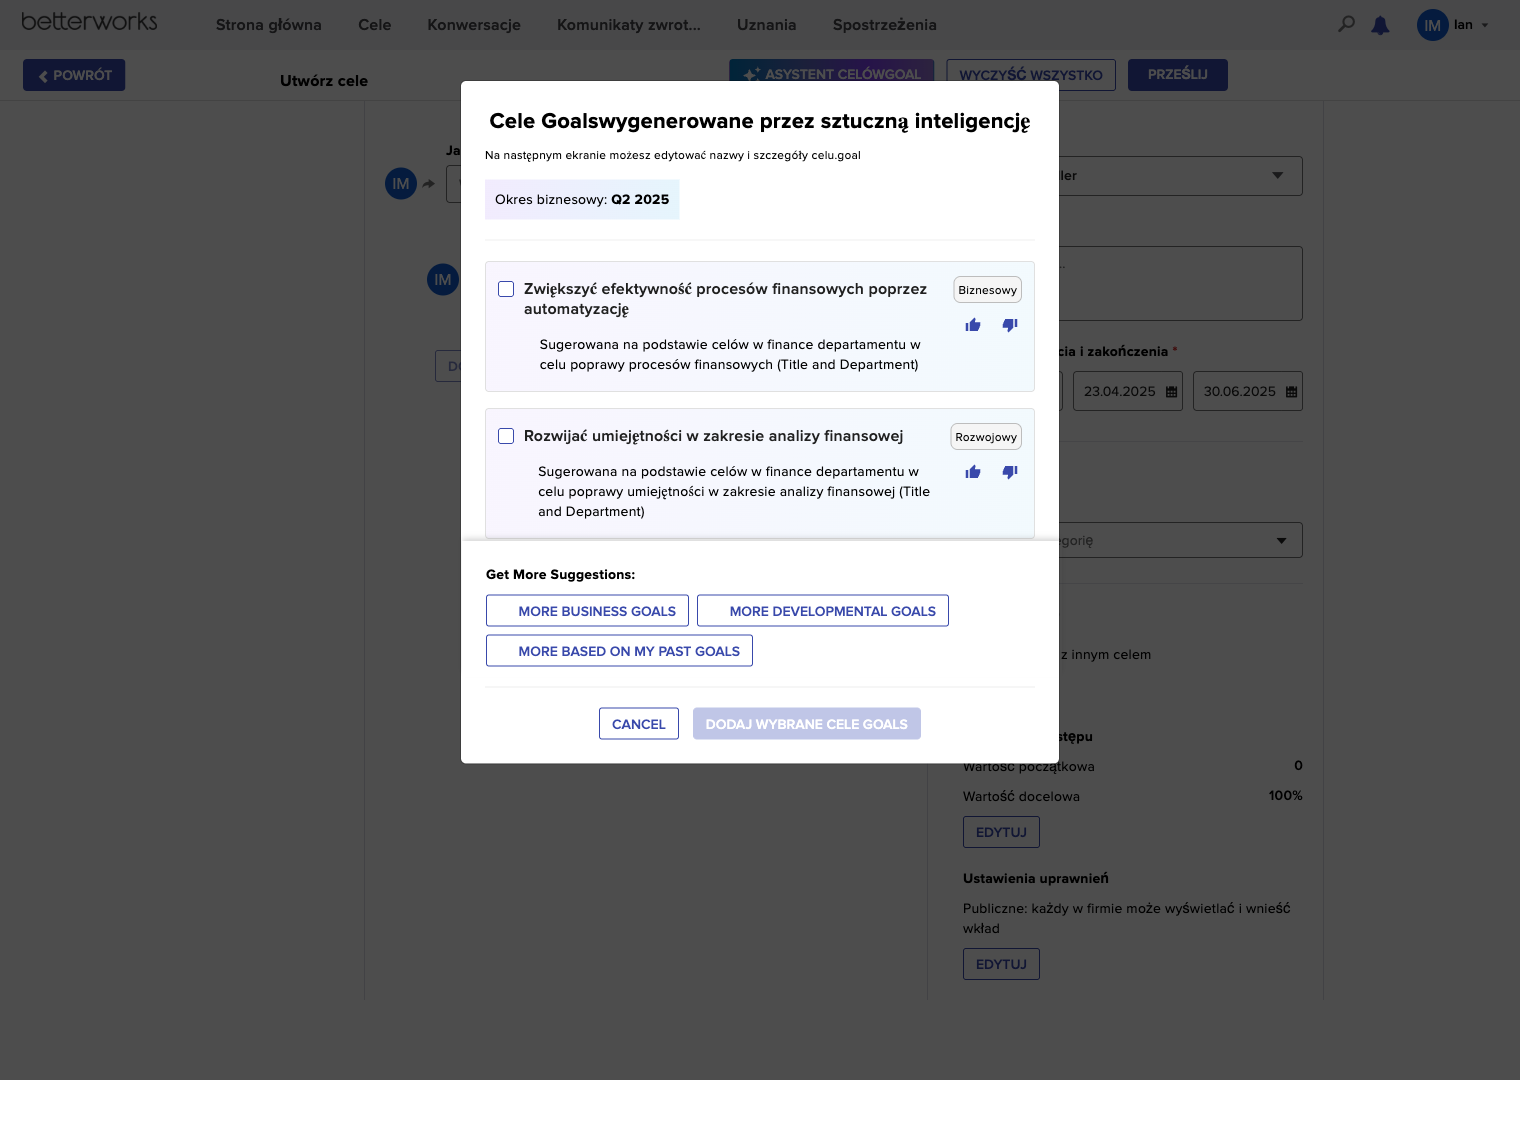 betterworks
Strona główna
Cele
Konwersacje
Komunikaty zwrot...
Uznania
Spostrzeżenia
IM
Ian
POWRÓT
Utwórz cele
ASYSTENT CELÓWGOAL
WYCZYŚĆ WSZYSTKO
PRZEŚLIJ
Cele Goalswygenerowane przez sztuczną inteligencję
Na następnym ekranie możesz edytować nazwy i szczegóły celu.goal
Okres biznesowy: Q2 2025
Ja
IM
ler
IM
Zwiększyć efektywność procesów finansowych poprzez
automatyzację
Biznesowy
Sugerowana na podstawie celów w finance departamentu w
celu poprawy procesów finansowych (Title and Department)
cia i zakończenia *
D
23.04.2025
30.06.2025
Rozwijać umiejętności w zakresie analizy finansowej
Rozwojowy
Sugerowana na podstawie celów w finance departamentu w
celu poprawy umiejętności w zakresie analizy finansowej (Title
and Department)
egorię
Get More Suggestions:
MORE BUSINESS GOALS
MORE DEVELOPMENTAL GOALS
MORE BASED ON MY PAST GOALS
z innym celem
CANCEL
DODAJ WYBRANE CELE GOALS
stępu
Wartość początkowa
0
Wartość docelowa
100%
EDYTUJ
Ustawienia uprawnień
Publiczne: każdy w firmie może wyświetlać i wnieść
wkład
EDYTUJ